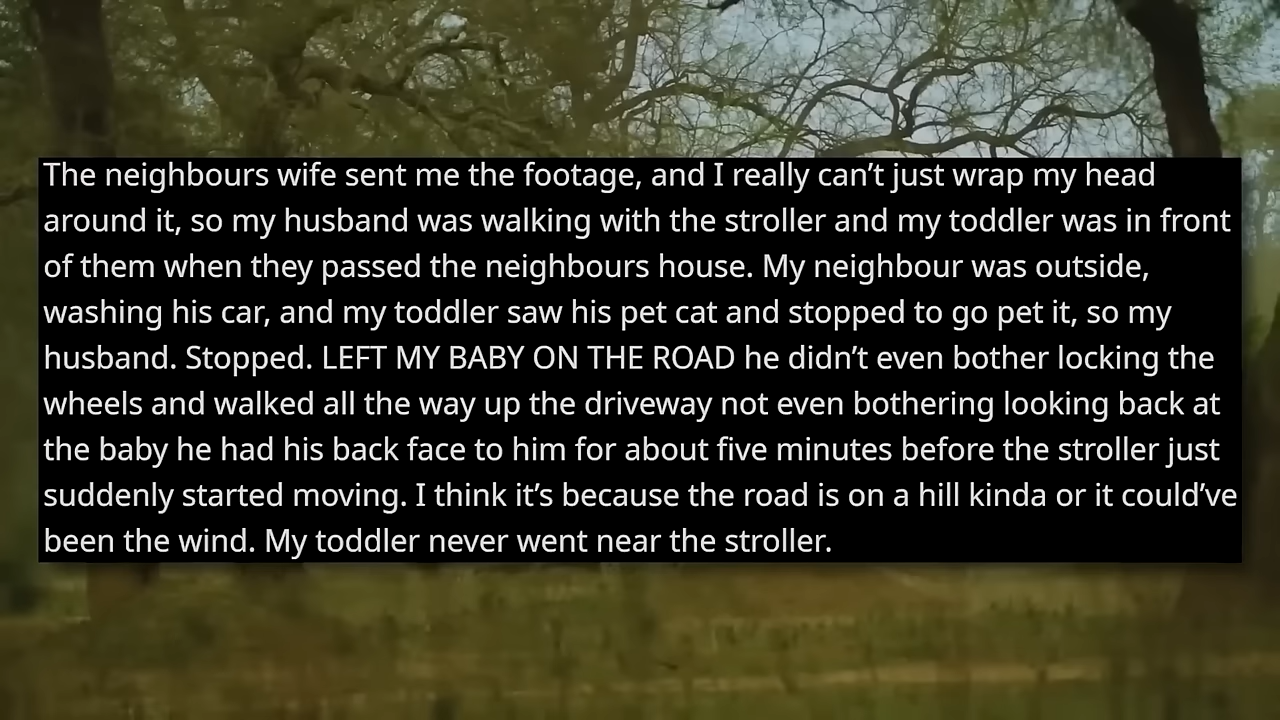 The neighbours wife sent me the footage, and I really can’t just wrap my head
around it, so my husband was walking with the stroller and my toddler was in front
of them when they passed the neighbours house. My neighbour was outside,
washing his car, and my toddler saw his pet cat and stopped to go pet it, so my
husband. Stopped. LEFT MY BABY ON THE ROAD he didn’t even bother locking the
wheels and walked all the way up the driveway not even bothering looking back at
the baby he had his back face to him for about five minutes before the stroller just
suddenly started moving. I think it’s because the road is on a hill kinda or it could’ve
been the wind. My toddler never went near the stroller.